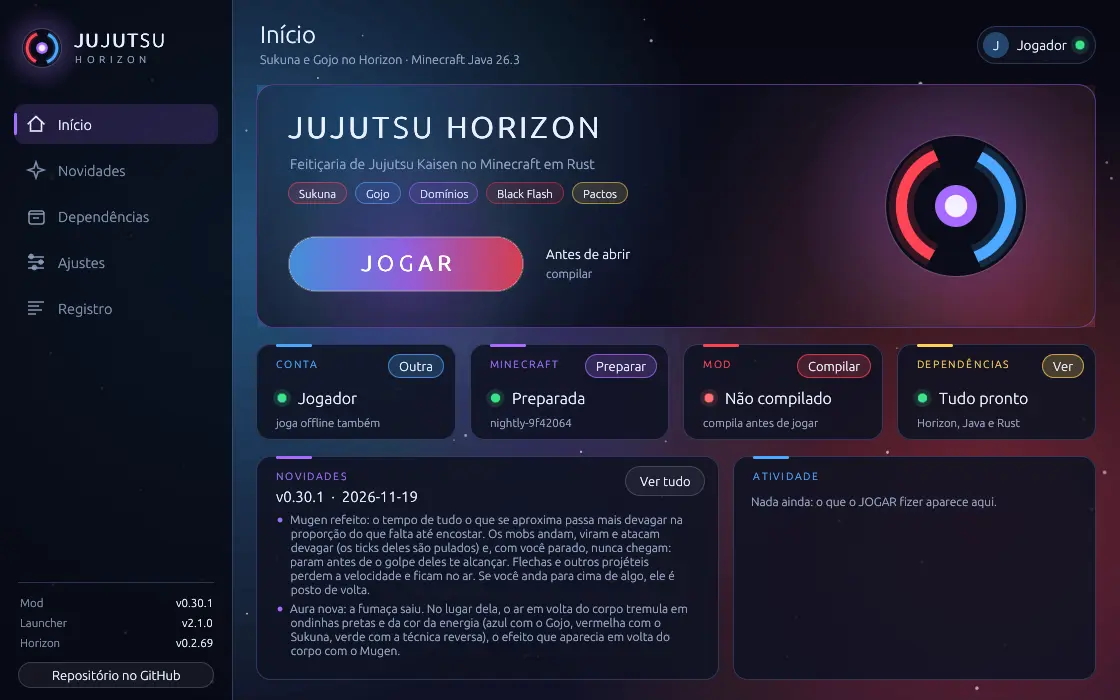 JUJUTSU
HORIZON
Início
Novidades
Dependências
Ajustes
Registro
Mod v0.30.1
Launcher v2.1.0
Horizon v0.2.69
Repositório no GitHub
Início
Sukuna e Gojo no Horizon · Minecraft Java 26.3
J Jogador
JUJUTSU HORIZON
Feitiçaria de Jujutsu Kaisen no Minecraft em Rust
Sukuna Gojo Domínios Black Flash Pactos
JOGAR
Antes de abrir
compilar
CONTA Outra
Jogador
joga offline também
MINECRAFT Preparar
Preparada
nightly-9f42064
MOD Compilar
Não compilado
compila antes de jogar
DEPENDÊNCIAS Ver
Tudo pronto
Horizon, Java e Rust
NOVIDADES Ver tudo
v0.30.1 · 2026-11-19
• Mugen refeito: o tempo de tudo o que se aproxima passa mais devagar na
proporção do que falta até encostar. Os mobs andam, viram e atacam
devagar (os ticks deles são pulados) e, com você parado, nunca chegam:
param antes de o golpe deles te alcançar. Flechas e outros projéteis
perdem a velocidade e ficam no ar. Se você anda para cima de algo, ele é
posto de volta.
• Aura nova: a fumaça saiu. No lugar dela, o ar em volta do corpo tremula em
ondinhas pretas e da cor da energia (azul com o Gojo, vermelha com o
Sukuna, verde com a técnica reversa), o efeito que aparecia em volta do
corpo com o Mugen.
ATIVIDADE
Nada ainda: o que o JOGAR fizer aparece aqui.